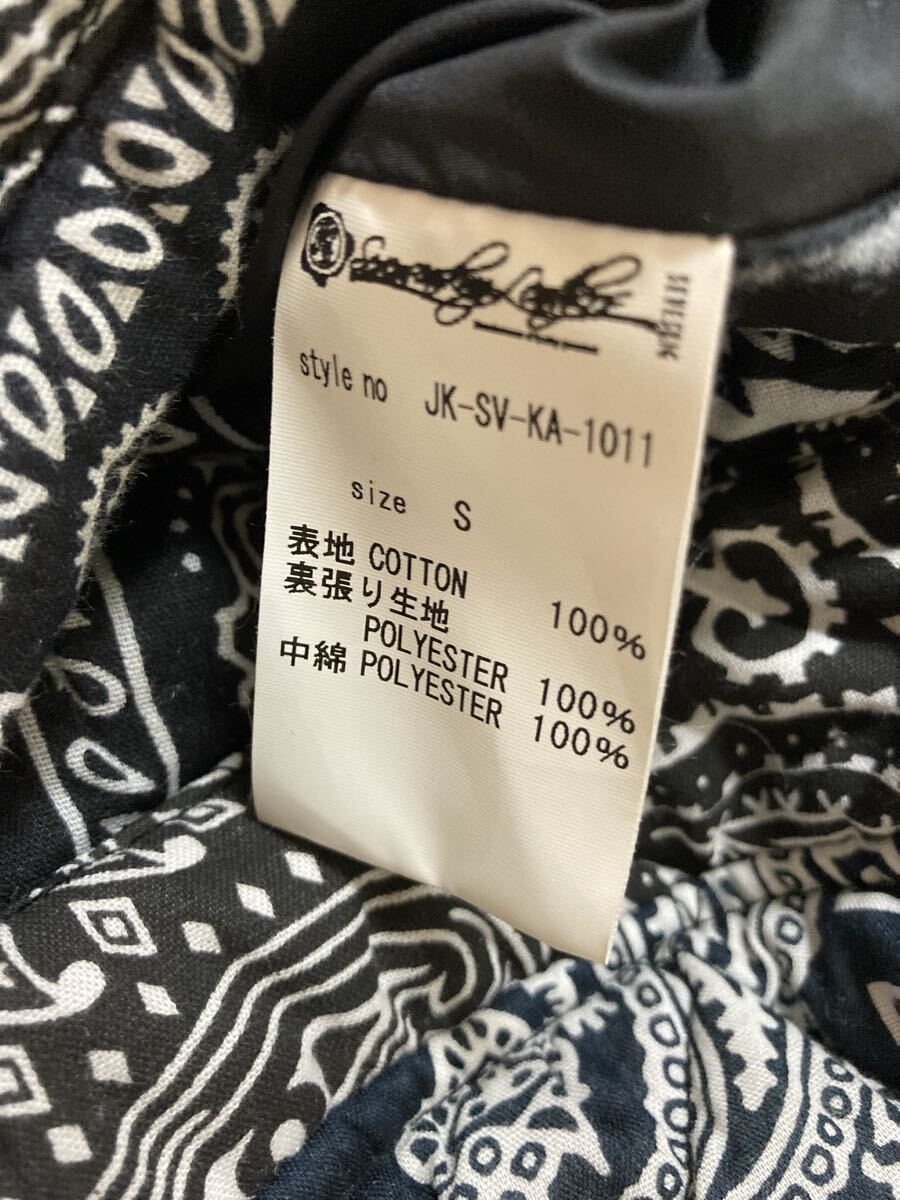 style no JK-SV-KA-1011
size S
表地 COTTON 100%
裏張り生地
POLYESTER 100%
中綿 POLYESTER 100%